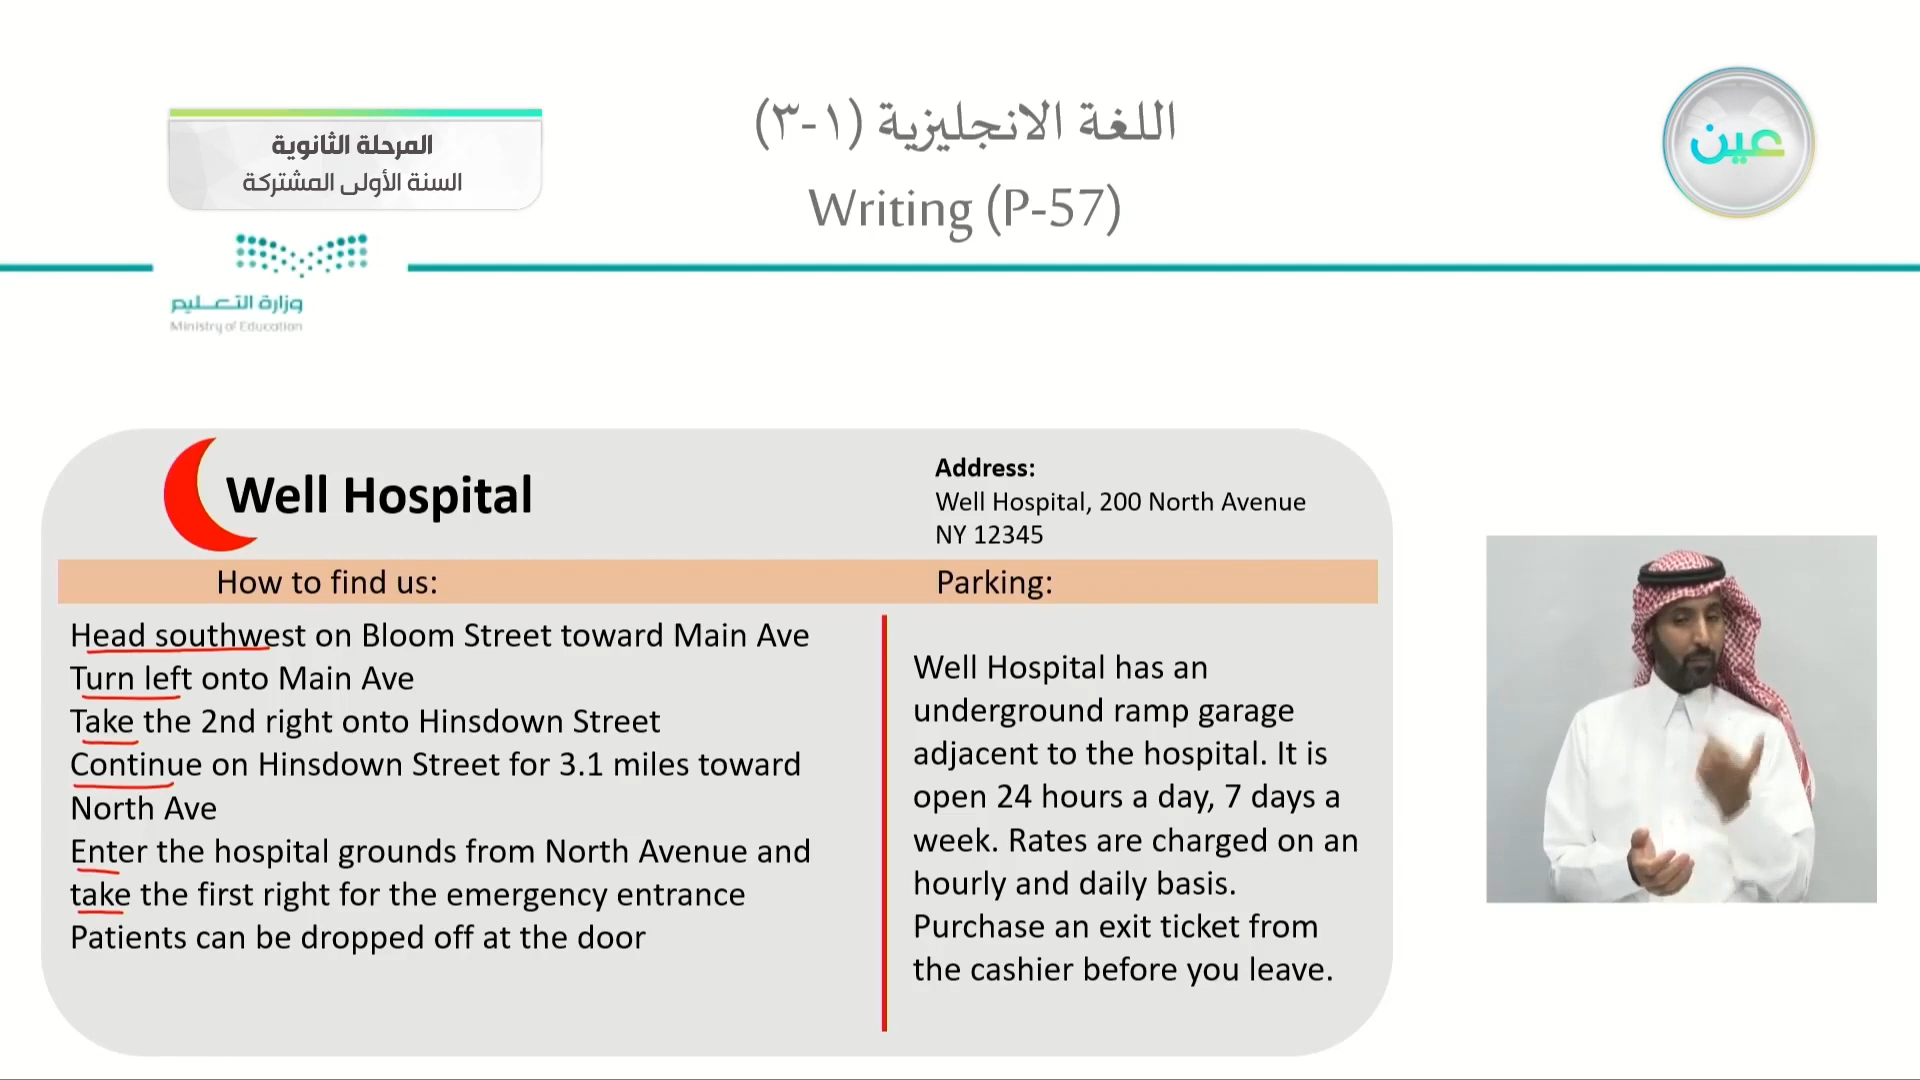 اللغة الانجليزية (١-٣)
Writing (P-57)
المرحلة الثانوية
السنة الأولى المشتركة
عين
وزارة التعليم
Ministry of Education
Well Hospital
Address:
Well Hospital, 200 North Avenue
NY 12345
How to find us:
Head southwest on Bloom Street toward Main Ave
Turn left onto Main Ave
Take the 2nd right onto Hinsdown Street
Continue on Hinsdown Street for 3.1 miles toward
North Ave
Enter the hospital grounds from North Avenue and
take the first right for the emergency entrance
Patients can be dropped off at the door
Parking:
Well Hospital has an
underground ramp garage
adjacent to the hospital. It is
open 24 hours a day, 7 days a
week. Rates are charged on an
hourly and daily basis.
Purchase an exit ticket from
the cashier before you leave.